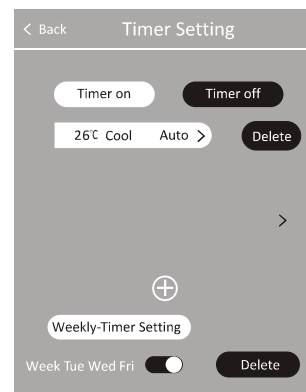 < Back Timer Setting
Timer on Timer off
26℃ Cool Auto > Delete
>
Weekly-Timer Setting
Week Tue Wed Fri Delete